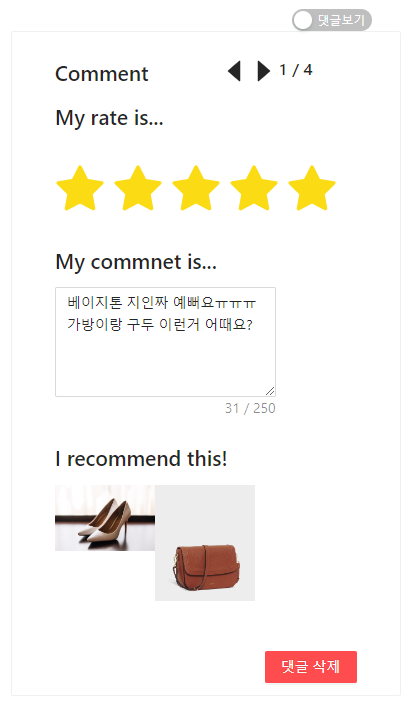 댓글보기
Comment
1 / 4
My rate is...
My commnet is...
베이지톤 지인짜 예뻐요ㅠㅠㅠ
가방이랑 구두 이런거 어때요?
31 / 250
I recommend this!
댓글 삭제